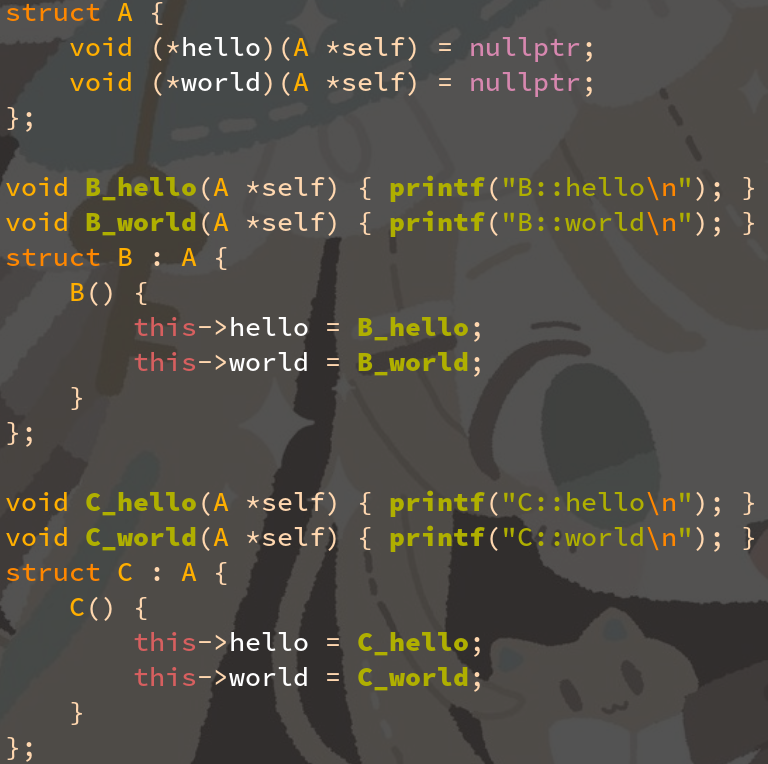 struct A {
    void (*hello)(A *self) = nullptr;
    void (*world)(A *self) = nullptr;
};

void B_hello(A *self) { printf("B::hello\n"); }
void B_world(A *self) { printf("B::world\n"); }
struct B : A {
    B() {
        this->hello = B_hello;
        this->world = B_world;
    }
};

void C_hello(A *self) { printf("C::hello\n"); }
void C_world(A *self) { printf("C::world\n"); }
struct C : A {
    C() {
        this->hello = C_hello;
        this->world = C_world;
    }
};